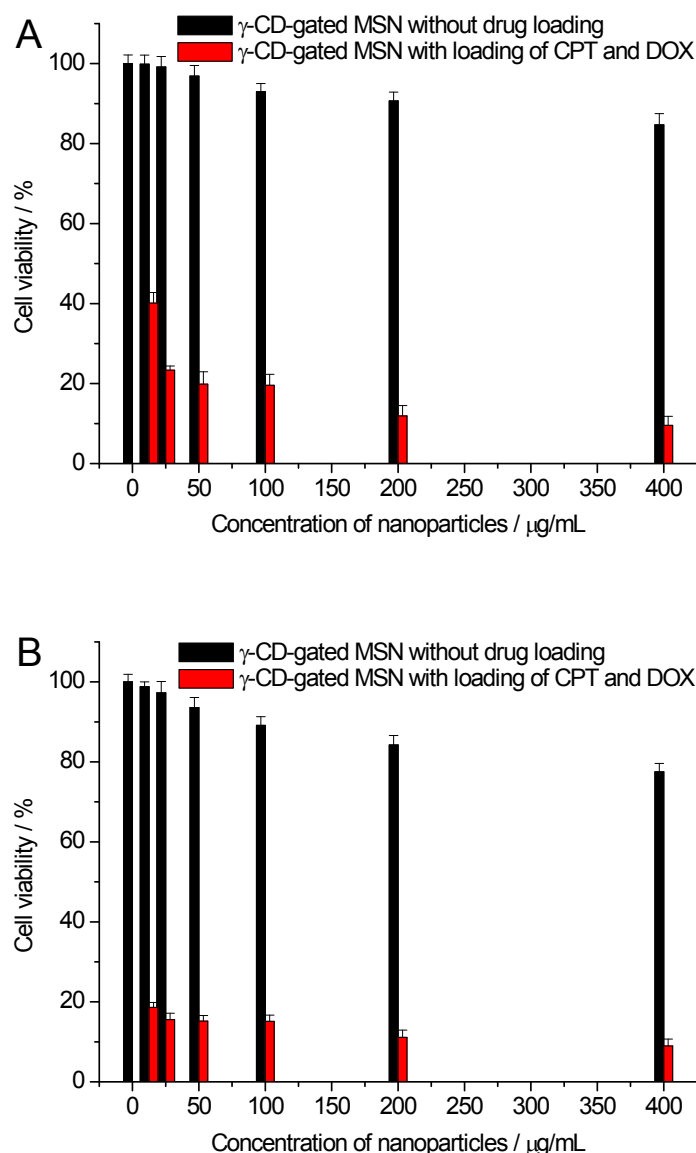 A
γ-CD-gated MSN without drug loading
γ-CD-gated MSN with loading of CPT and DOX
100
80
60
40
20
0
Cell viability / %
0 50 100 150 200 250 300 350 400
Concentration of nanoparticles / μg/mL
B
γ-CD-gated MSN without drug loading
γ-CD-gated MSN with loading of CPT and DOX
100
80
60
40
20
0
Cell viability / %
0 50 100 150 200 250 300 350 400
Concentration of nanoparticles / μg/mL